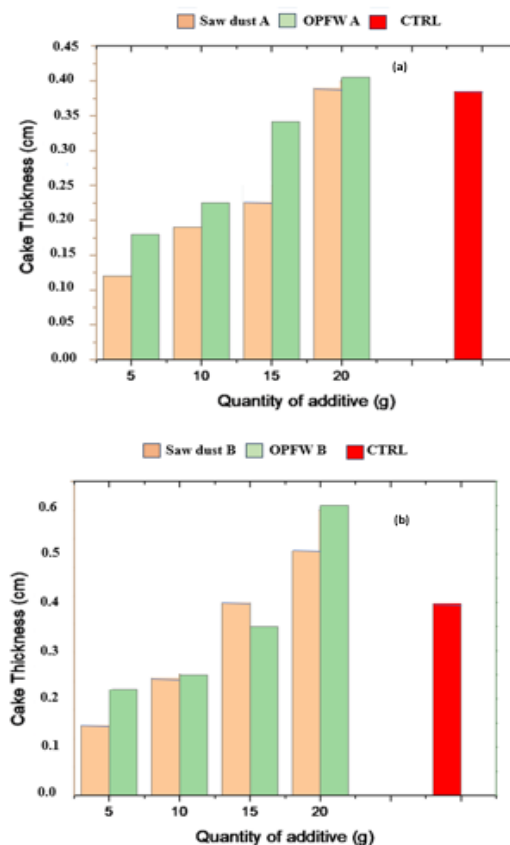 Saw dust A OPFW A CTRL
(a)
0.45
0.40
0.35
0.30
0.25
0.20
0.15
0.10
0.05
0.00
Cake Thickness (cm)
5 10 15 20
Quantity of additive (g)
Saw dust B OPFW B CTRL
(b)
0.6
0.5
0.4
0.3
0.2
0.1
0.0
Cake Thickness (cm)
5 10 15 20
Quantity of additive (g)